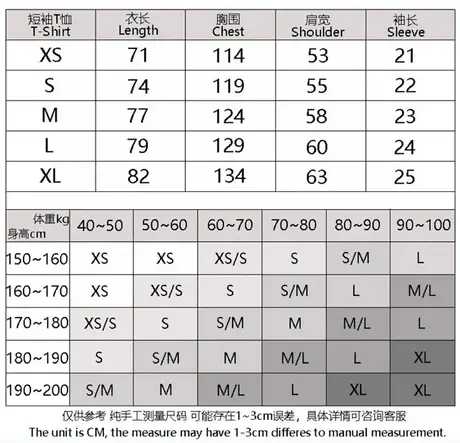 短袖T恤 衣长 胸围 肩宽 袖长
T-Shirt Length Chest Shoulder Sleeve
XS 71 114 53 21
S 74 119 55 22
M 77 124 58 23
L 79 129 60 24
XL 82 134 63 25
体重kg
身高cm 40~50 50~60 60~70 70~80 80~90 90~100
150~160 XS XS XS/S S S/M L
160~170 XS XS/S S S/M L M/L
170~180 XS/S S S/M M M/L L
180~190 S S/M M M/L L XL
190~200 S/M M M/L L XL XL
仅供参考 纯手工测量尺码 可能存在1~3cm误差，具体详情可咨询客服
The unit is CM, the measure may have 1-3cm differes to manual measurement.